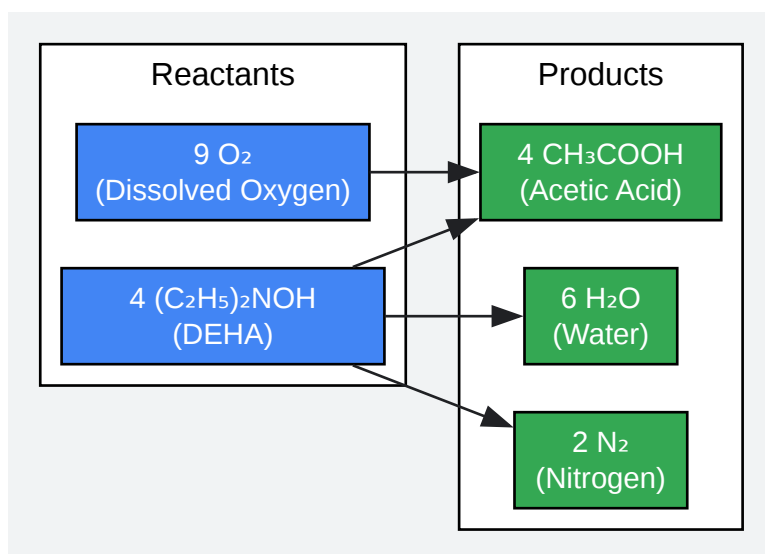 Reactants
9 O₂
(Dissolved Oxygen)
4 (C₂H₅)₂NOH
(DEHA)
Products
4 CH₃COOH
(Acetic Acid)
6 H₂O
(Water)
2 N₂
(Nitrogen)